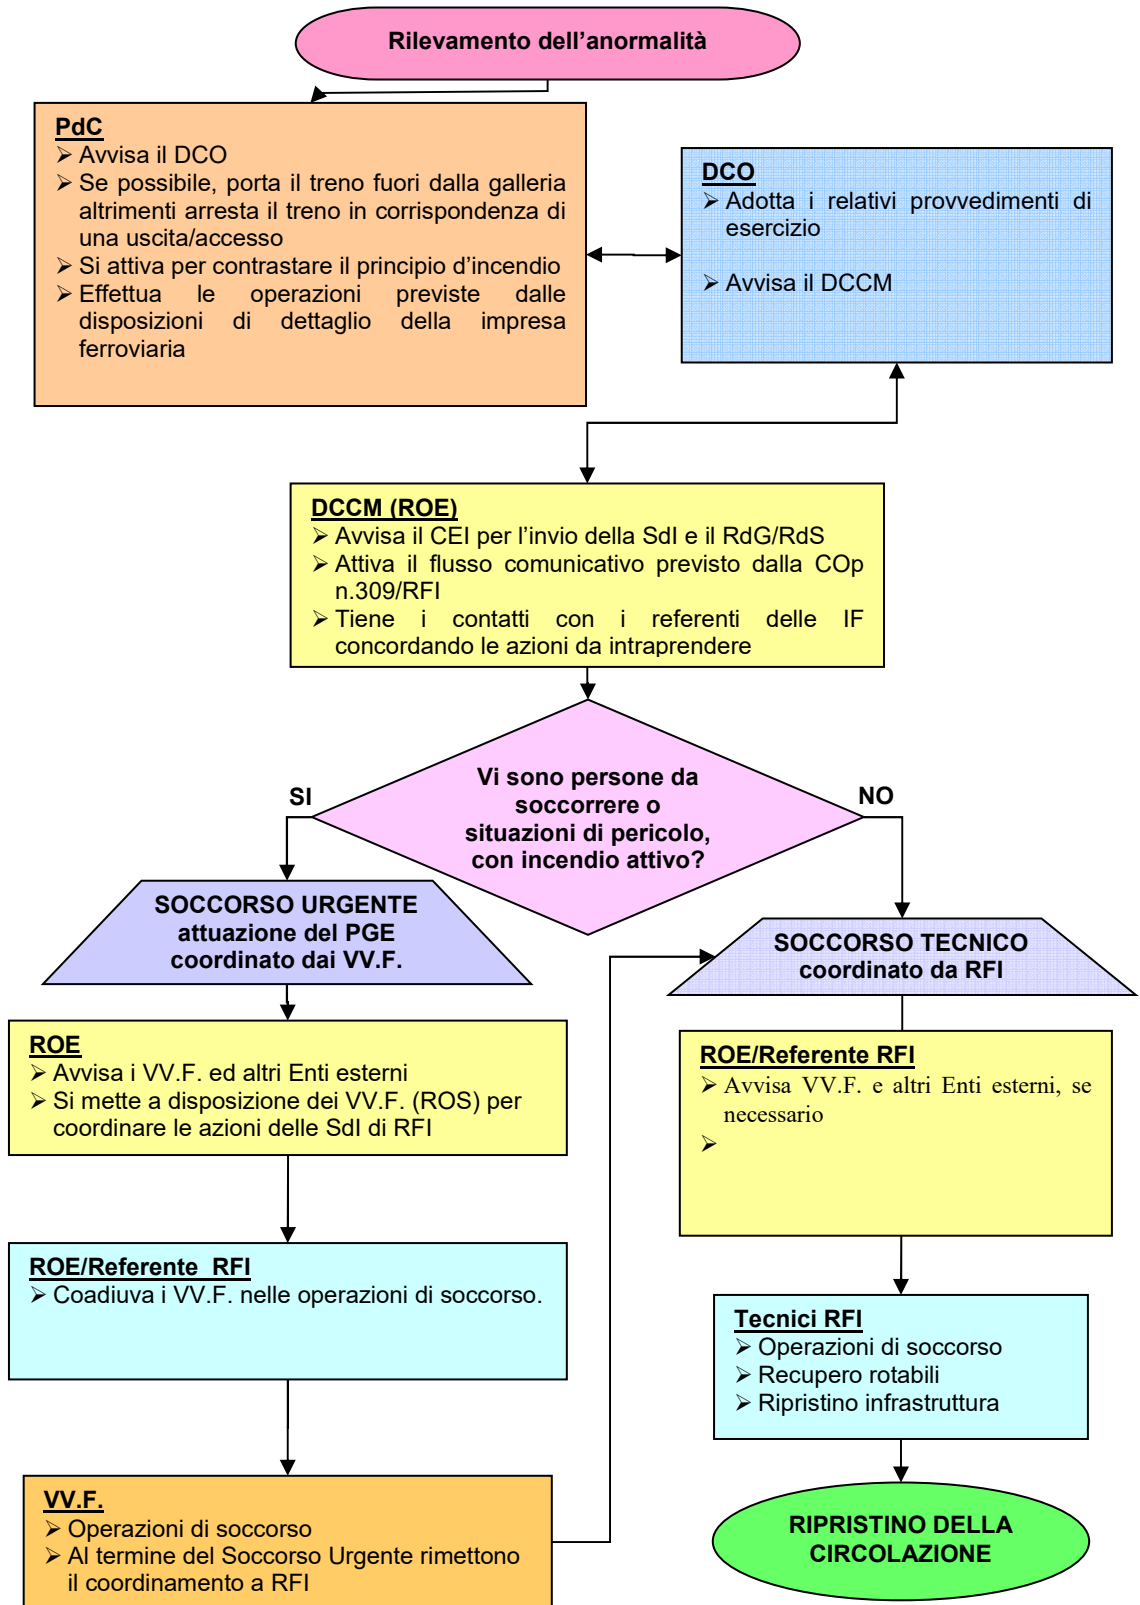 Rilevamento dell'anormalità
PdC
➢ Avvisa il DCO
➢ Se possibile, porta il treno fuori dalla galleria
altrimenti arresta il treno in corrispondenza di
una uscita/accesso
➢ Si attiva per contrastare il principio d'incendio
➢ Effettua le operazioni previste dalle
disposizioni di dettaglio della impresa
ferroviaria
DCO
➢ Adotta i relativi provvedimenti di
esercizio
➢ Avvisa il DCCM
DCCM (ROE)
➢ Avvisa il CEI per l'invio della SdI e il RdG/RdS
➢ Attiva il flusso comunicativo previsto dalla COp
n.309/RFI
➢ Tiene i contatti con i referenti delle IF
concordando le azioni da intraprendere
Vi sono persone da
soccorrere o
situazioni di pericolo,
con incendio attivo?
SI
NO
SOCCORSO URGENTE
attuazione del PGE
coordinato dai VV.F.
ROE
➢ Avvisa i VV.F. ed altri Enti esterni
➢ Si mette a disposizione dei VV.F. (ROS) per
coordinare le azioni delle SdI di RFI
ROE/Referente RFI
➢ Coadiuva i VV.F. nelle operazioni di soccorso.
VV.F.
➢ Operazioni di soccorso
➢ Al termine del Soccorso Urgente rimettono
il coordinamento a RFI
SOCCORSO TECNICO
coordinato da RFI
ROE/Referente RFI
➢ Avvisa VV.F. e altri Enti esterni, se
necessario
➢
Tecnici RFI
➢ Operazioni di soccorso
➢ Recupero rotabili
➢ Ripristino infrastruttura
RIPRISTINO DELLA
CIRCOLAZIONE